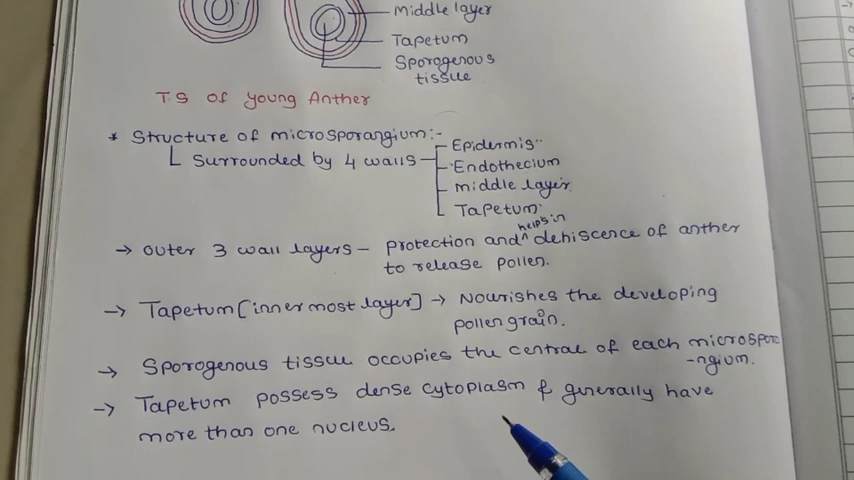 Middle layer
Tapetum
Sporogenous
tissue
T.S of Young Anther
* Structure of microsporangium:-
Surrounded by 4 walls
Epidermis
Endothecium
middle layer
Tapetum
→ Outer 3 wall layers - protection and ^ helps in dehiscence of anther
to release pollen.
→ Tapetum [inner most layer] → Nourishes the developing
pollen grain.
→ Sporogenous tissue occupies the central of each microspora
-ngium.
→ Tapetum possess dense cytoplasm & generally have
more than one nucleus.